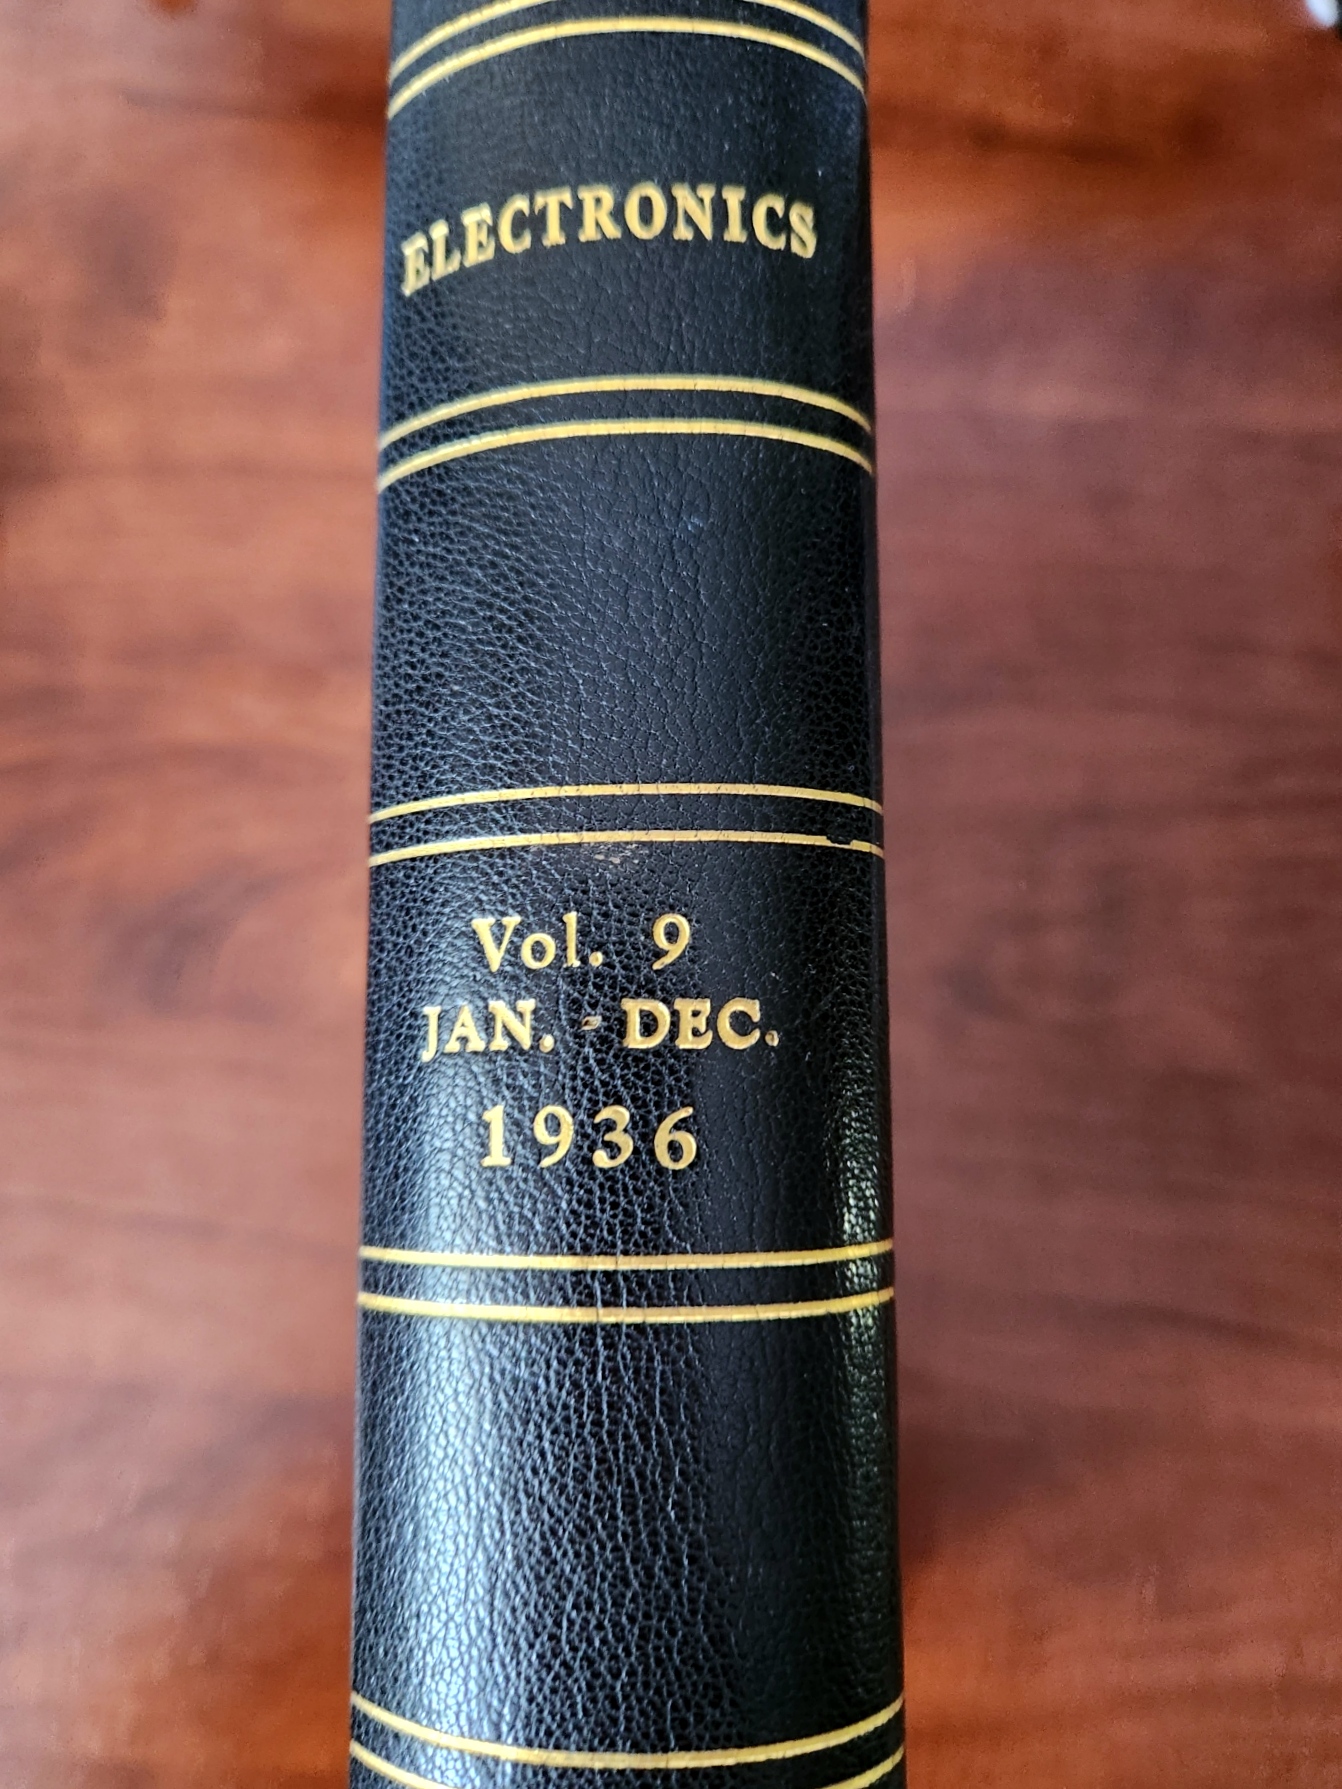 ELECTRONICS
Vol. 9
JAN. - DEC.
1936